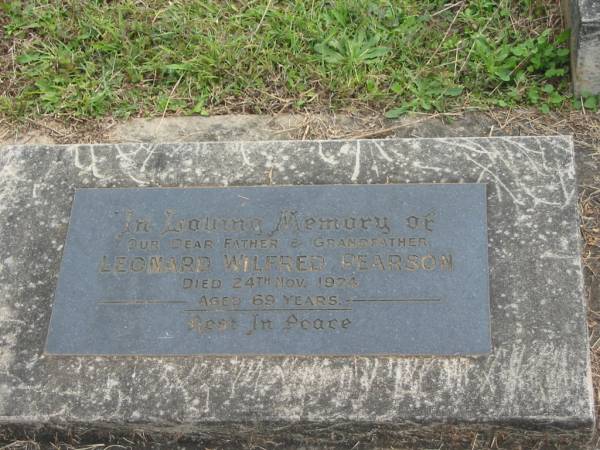 In Loving Memory of
OUR DEAR FATHER & GRANDFATHER
LEONARD WILFRED PEARSON
DIED 24TH NOV. 1974
AGED 69 YEARS.
Rest In Peace